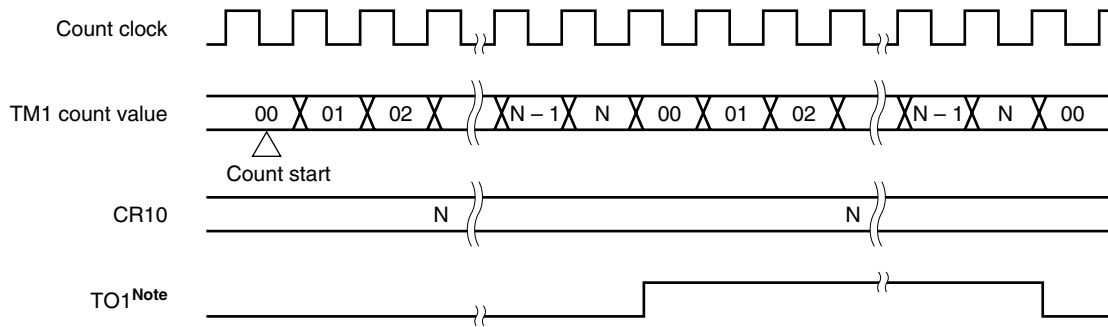 Count clock
TM1 count value 00 01 02 N – 1 N 00 01 02 N – 1 N 00
Count start
CR10 N N
TO1Note